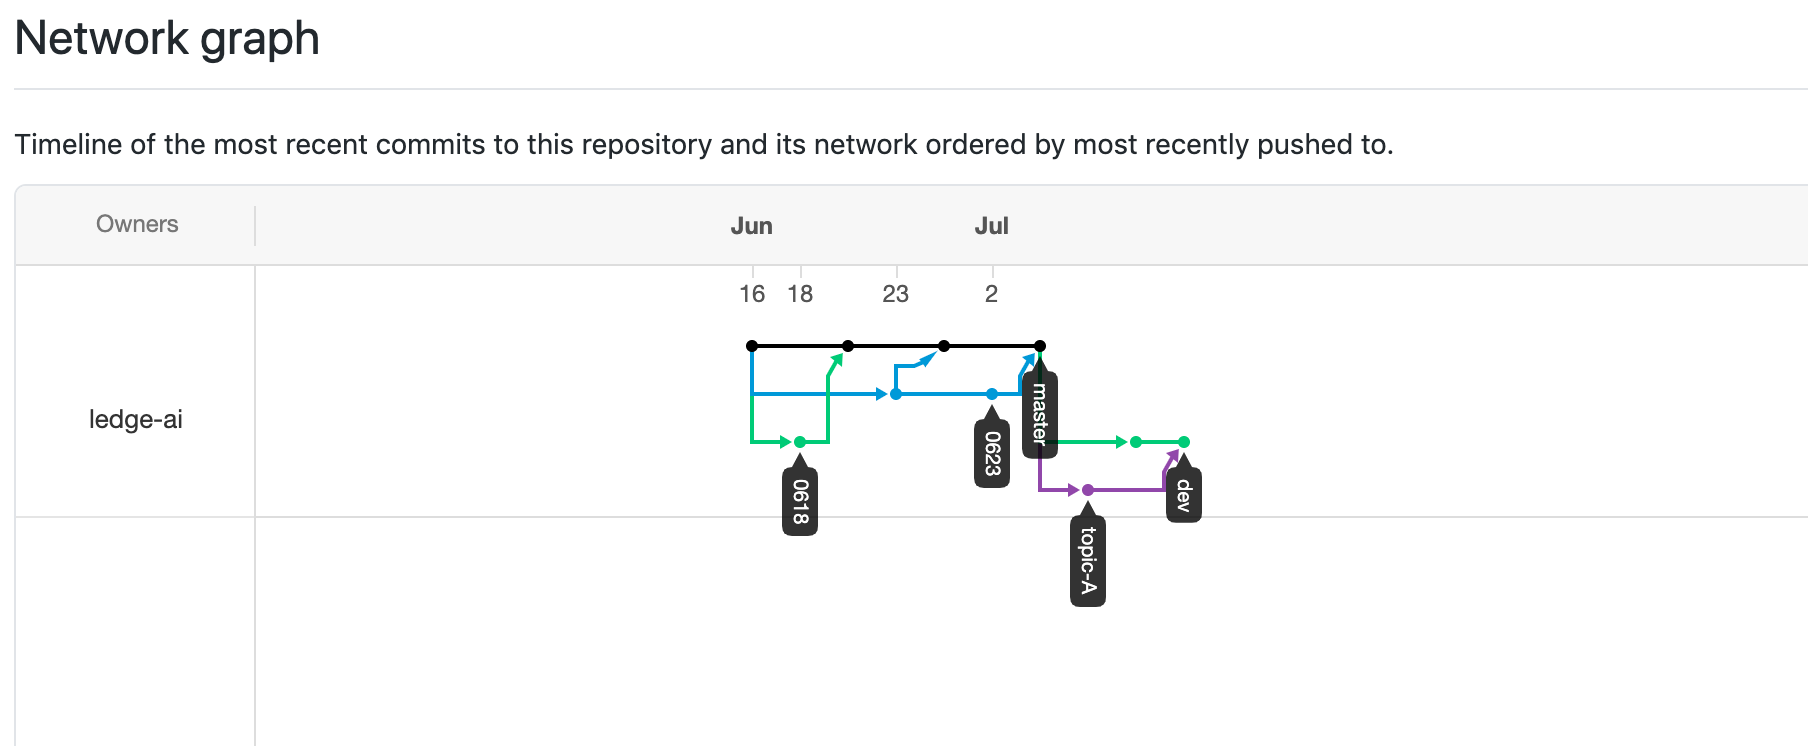 Network graph
Timeline of the most recent commits to this repository and its network ordered by most recently pushed to.
Owners
Jun
Jul
16
18
23
2
ledge-ai
master
0623
0618
dev
topic-A